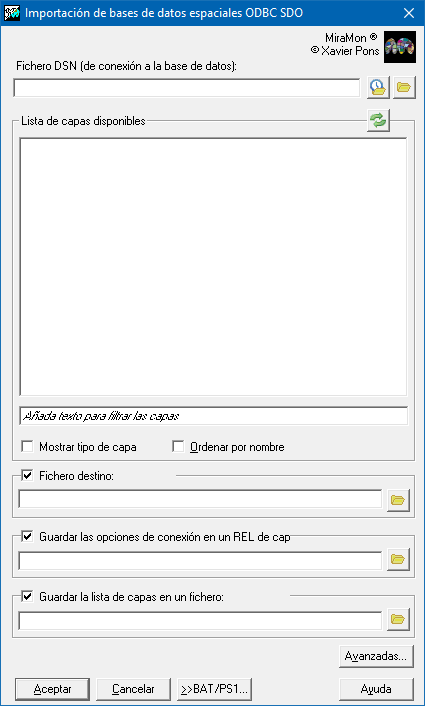 Importación de bases de datos espaciales ODBC SDO
MiraMon ®
© Xavier Pons
Fichero DSN (de conexión a la base de datos):
Lista de capas disponibles
Añada texto para filtrar las capas
Mostrar tipo de capa
Ordenar por nombre
Fichero destino:
Guardar las opciones de conexión en un REL de cap
Guardar la lista de capas en un fichero:
Avanzadas...
Aceptar
Cancelar
>>BAT/PS1...
Ayuda